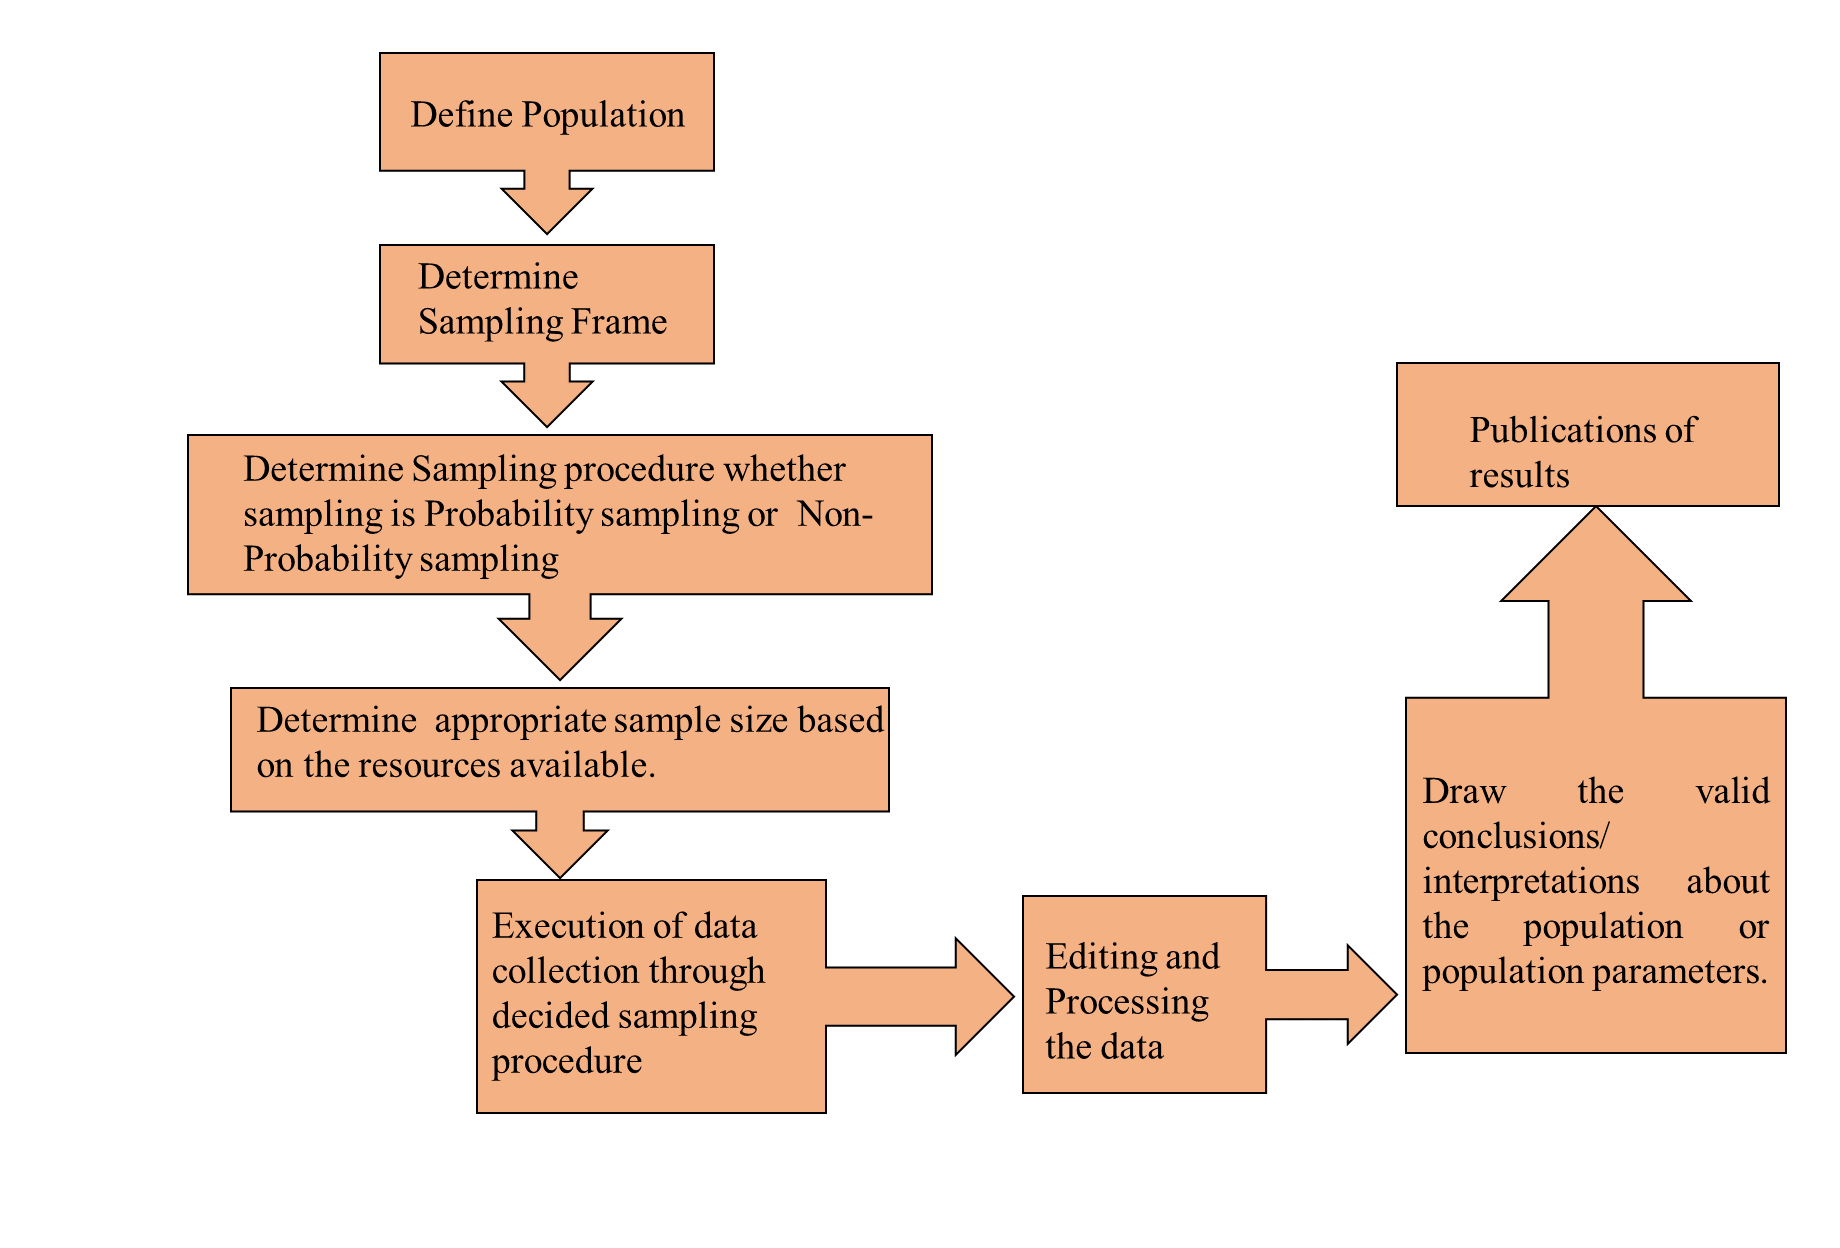 Define Population
Determine
Sampling Frame
Determine Sampling procedure whether
sampling is Probability sampling or Non-
Probability sampling
Determine appropriate sample size based
on the resources available.
Execution of data
collection through
decided sampling
procedure
Editing and
Processing
the data
Draw the valid
conclusions/
interpretations about
the population or
population parameters.
Publications of
results